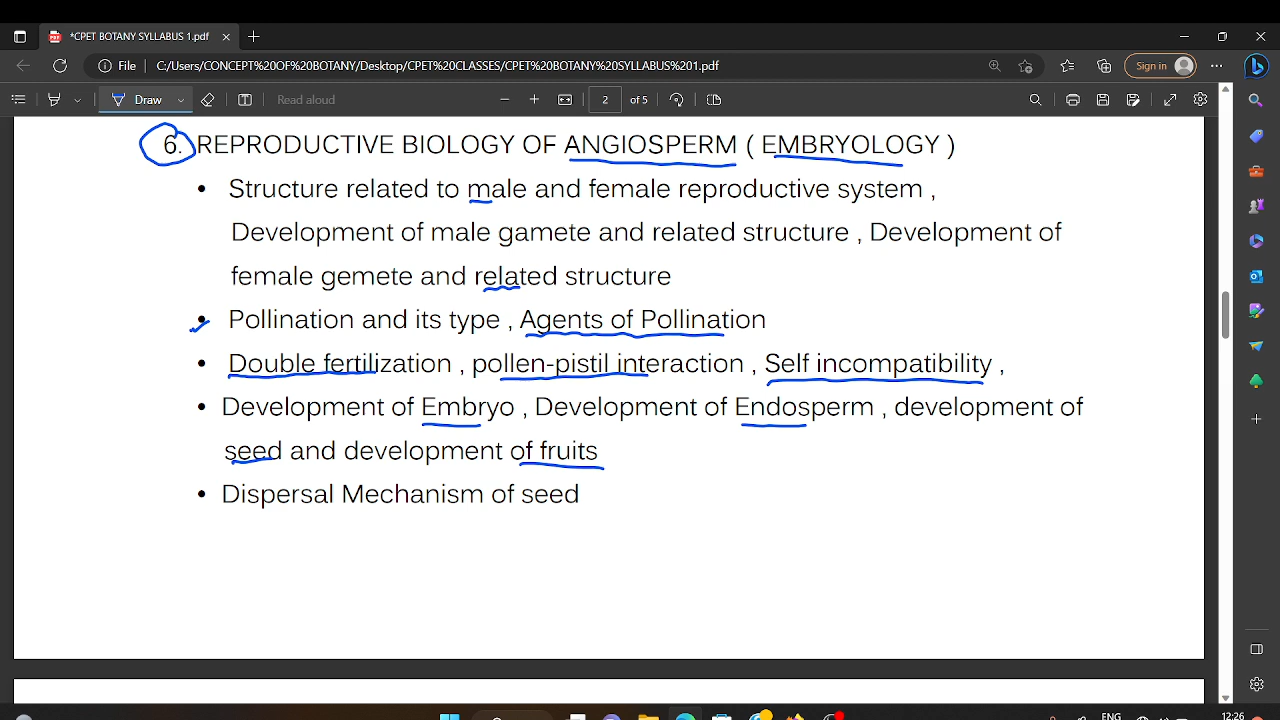 *CPET BOTANY SYLLABUS 1.pdf
File C:/Users/CONCEPT%20OF%20BOTANY/Desktop/CPET%20CLASSES/CPET%20BOTANY%20SYLLABUS%201.pdf Sign in
Draw Read aloud 2 of 5
6. REPRODUCTIVE BIOLOGY OF ANGIOSPERM ( EMBRYOLOGY )
• Structure related to male and female reproductive system ,
Development of male gamete and related structure , Development of
female gemete and related structure
• Pollination and its type , Agents of Pollination
• Double fertilization , pollen-pistil interaction , Self incompatibility ,
• Development of Embryo , Development of Endosperm , development of
seed and development of fruits
• Dispersal Mechanism of seed
ENG 12:26